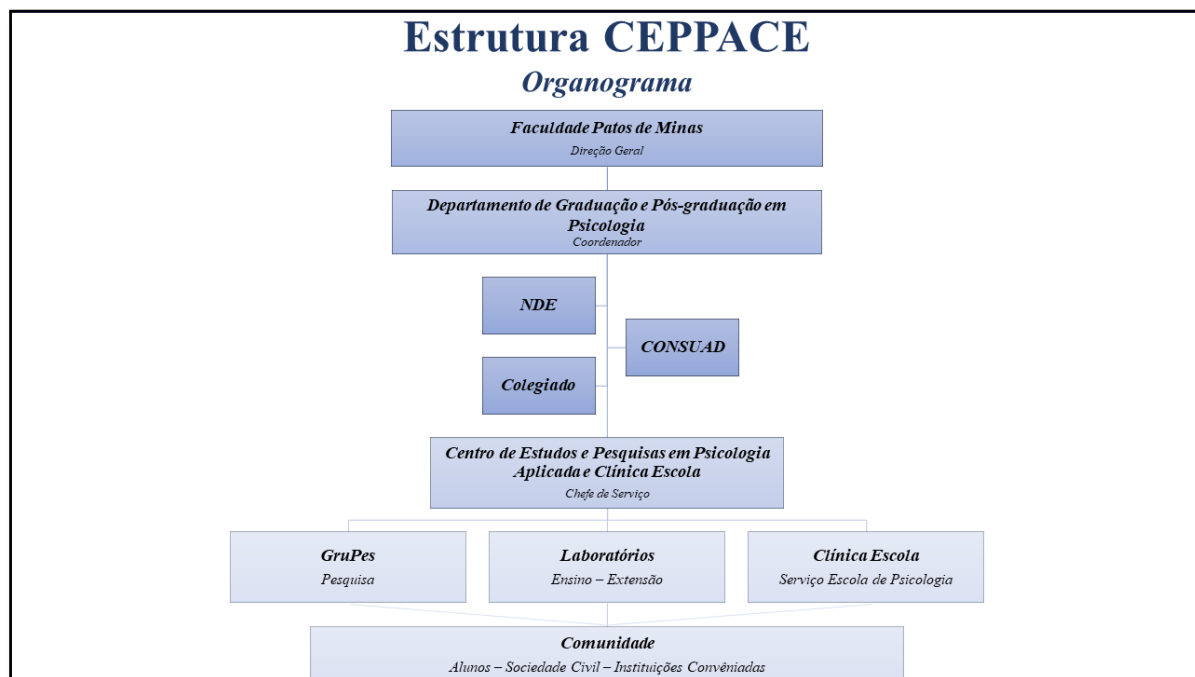 Estrutura CEPPACE
Organograma
Faculdade Patos de Minas
Direção Geral
Departamento de Graduação e Pós-graduação em
Psicologia
Coordenador
NDE
CONSUAD
Colegiado
Centro de Estudos e Pesquisas em Psicologia
Aplicada e Clínica Escola
Chefe de Serviço
GruPes
Pesquisa
Laboratórios
Ensino – Extensão
Clínica Escola
Serviço Escola de Psicologia
Comunidade
Alunos – Sociedade Civil – Instituições Convêniadas